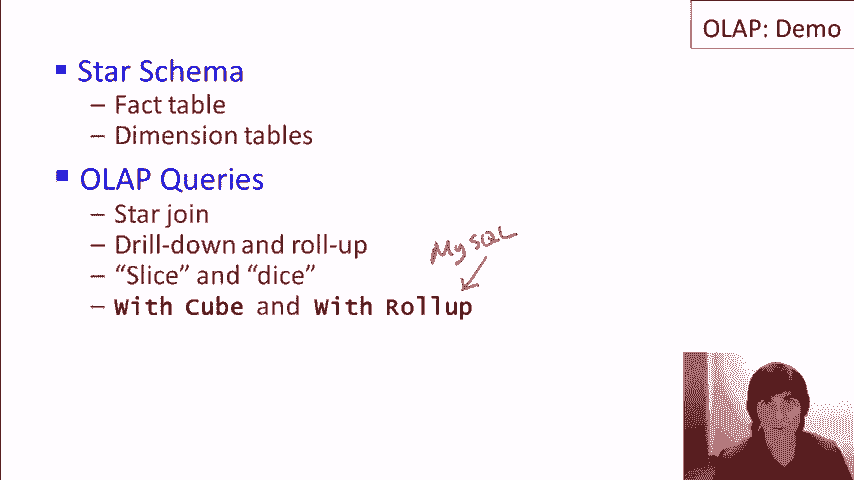 OLAP: Demo
▪ Star Schema
– Fact table
– Dimension tables
▪ OLAP Queries
– Star join
– Drill-down and roll-up
– “Slice” and “dice”
MySQL
– With Cube and With Rollup